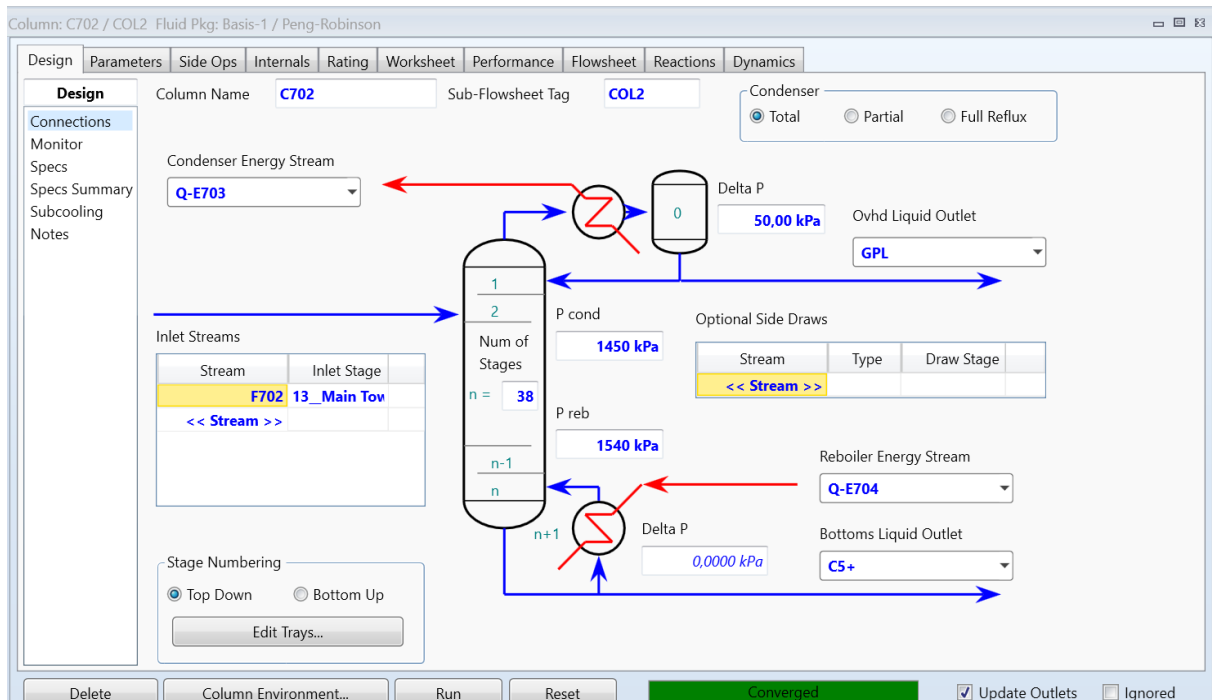 Column: C702 / COL2 Fluid Pkg: Basis-1 / Peng-Robinson
Design Parameters Side Ops Internals Rating Worksheet Performance Flowsheet Reactions Dynamics
Design
Connections
Monitor
Specs
Specs Summary
Subcooling
Notes
Column Name C702 Sub-Flowsheet Tag COL2
Condenser
Total Partial Full Reflux
Condenser Energy Stream
Q-E703
0
Delta P
50,00 kPa
Ovhd Liquid Outlet
GPL
1
2
Num of
Stages
n = 38
n-1
n
n+1
P cond
1450 kPa
P reb
1540 kPa
Inlet Streams
Stream Inlet Stage
F702 13__Main Tow
<< Stream >>
Optional Side Draws
Stream Type Draw Stage
<< Stream >>
Reboiler Energy Stream
Q-E704
Delta P
0,0000 kPa
Bottoms Liquid Outlet
C5+
Stage Numbering
Top Down Bottom Up
Edit Trays...
Delete Column Environment... Run Reset Converged Update Outlets Ignored